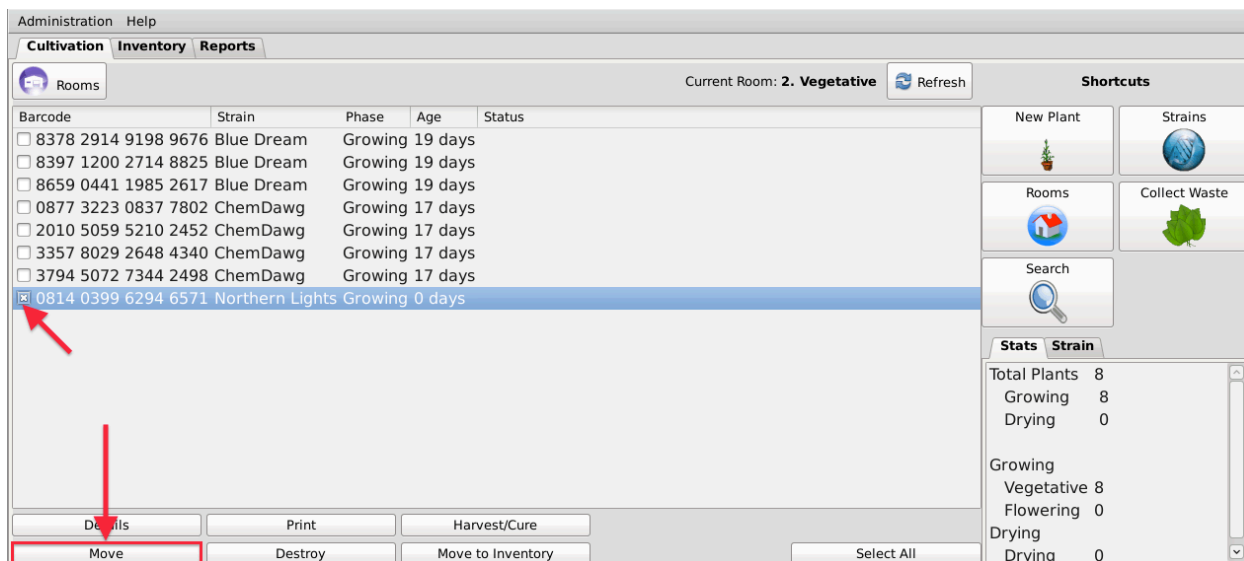 Administration Help
Cultivation Inventory Reports
Rooms Current Room: 2. Vegetative Refresh Shortcuts
Barcode Strain Phase Age Status
8378 2914 9198 9676 Blue Dream Growing 19 days
8397 1200 2714 8825 Blue Dream Growing 19 days
8659 0441 1985 2617 Blue Dream Growing 19 days
0877 3223 0837 7802 ChemDawg Growing 17 days
2010 5059 5210 2452 ChemDawg Growing 17 days
3357 8029 2648 4340 ChemDawg Growing 17 days
3794 5072 7344 2498 ChemDawg Growing 17 days
0814 0399 6294 6571 Northern Lights Growing 0 days
New Plant Strains
Rooms Collect Waste
Search
Stats Strain
Total Plants 8
Growing 8
Drying 0
Growing
Vegetative 8
Flowering 0
Drying
Drying 0
Details Print Harvest/Cure
Move Destroy Move to Inventory Select All